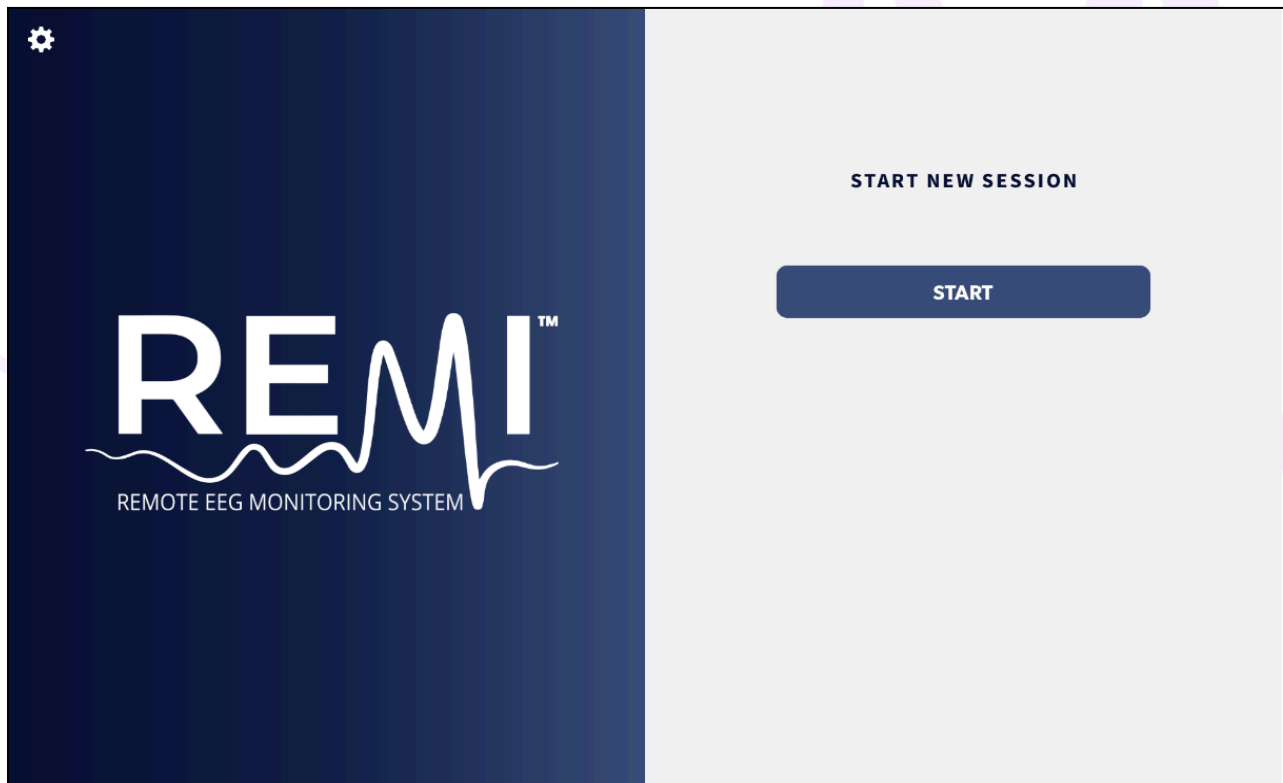 REMI™
REMOTE EEG MONITORING SYSTEM
START NEW SESSION
START